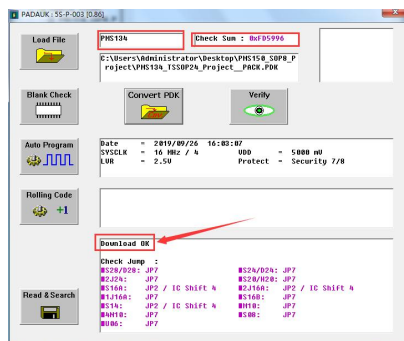 PADAUK : 5S-P-003 [0.86]
Load File
PMS134
Check Sum : 0xFD5996
C:\Users\Administrator\Desktop\PMS150_SOP8_P
roject\PMS134_TSSOP24_Project__PACK.PDK
Blank Check
Convert PDK
Verify
Auto Program
Date = 2019/09/26 16:03:07
SYSCLK = 16 MHz / 4 VDD = 5000 mV
LVR = 2.5V Protect = Security 7/8
Rolling Code
+1
Download OK
Check Jump :
■S28/D28: JP7 ■S24/D24: JP7
■2J24: JP7 ■S20/H20: JP7
■S16A: JP2 / IC Shift 4 ■2J16A: JP2 / IC Shift 4
■1J16A: JP7 ■S16B: JP7
■S14: JP2 / IC Shift 4 ■M10: JP7
■4N10: JP7 ■S08: JP7
■U06: JP7
Read & Search